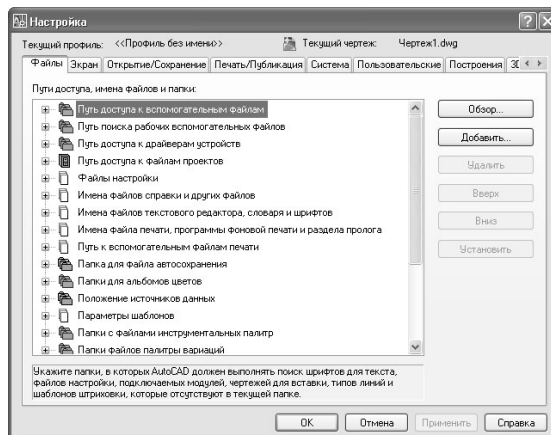 Настройка
Текущий профиль: <<Профиль без имени>> Текущий чертеж: Чертеж1.dwg
Файлы Экран Открытие/Сохранение Печать/Публикация Система Пользовательские Построения 3D
Пути доступа, имена файлов и папки:
Путь доступа к вспомогательным файлам
Путь поиска рабочих вспомогательных файлов
Путь доступа к драйверам устройств
Путь доступа к файлам проектов
Файлы настройки
Имена файлов справки и других файлов
Имена файлов текстового редактора, словаря и шрифтов
Имена файла печати, программы фоновой печати и раздела пролога
Путь к вспомогательным файлам печати
Папка для файла автосохранения
Папки для альбомов цветов
Положение источников данных
Параметры шаблонов
Папки с файлами инструментальных палитр
Папки файлов палитры вариаций
Обзор...
Добавить...
Удалить
Вверх
Вниз
Установить
Укажите папки, в которых AutoCAD должен выполнять поиск шрифтов для текста,
файлов настройки, подключаемых модулей, чертежей для вставки, типов линий и
шаблонов штриховки, которые отсутствуют в текущей папке.
OK Отмена Применить Справка